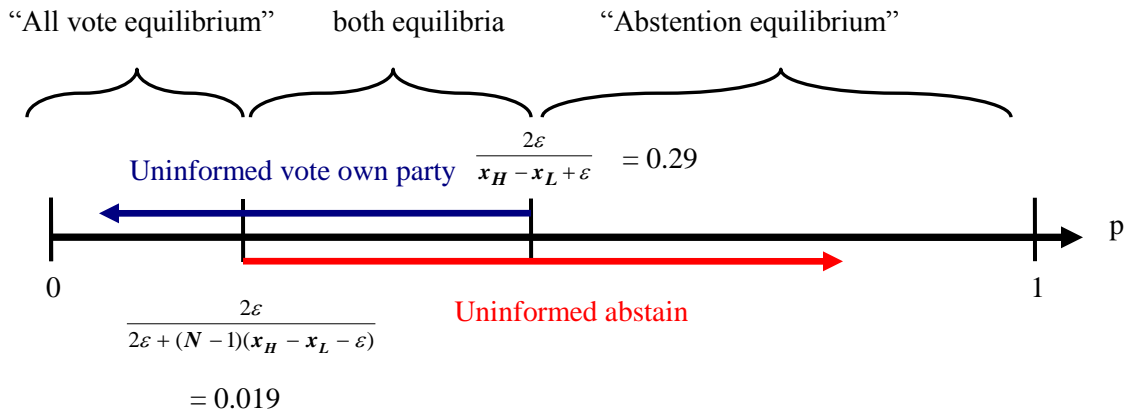 “All vote equilibrium” both equilibria “Abstention equilibrium”
Uninformed vote own party 2ε / (x_H − x_L + ε) = 0.29
p
0 1
Uninformed abstain
2ε / (2ε + (N − 1)(x_H − x_L − ε))
= 0.019